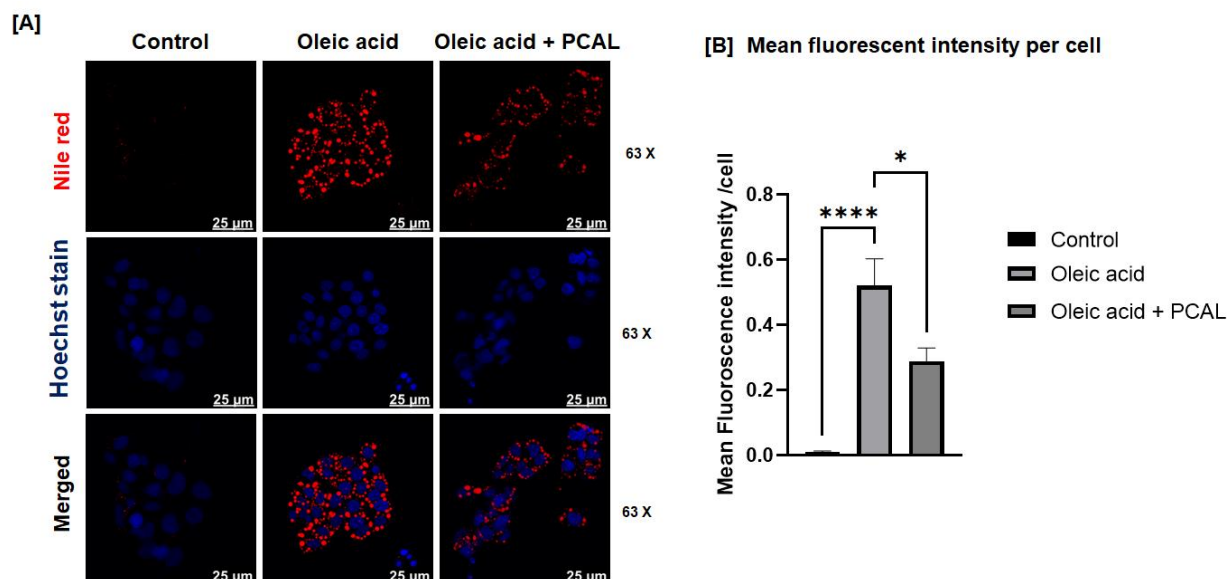 [A]
Control Oleic acid Oleic acid + PCAL
Nile red
25 µm 25 µm 25 µm
63 X
Hoechst stain
25 µm 25 µm 25 µm
63 X
Merged
25 µm 25 µm 25 µm
63 X
[B] Mean fluorescent intensity per cell
Mean Fluoroscence intensity /cell
0.8
0.6
0.4
0.2
0.0
****
*
Control
Oleic acid
Oleic acid + PCAL